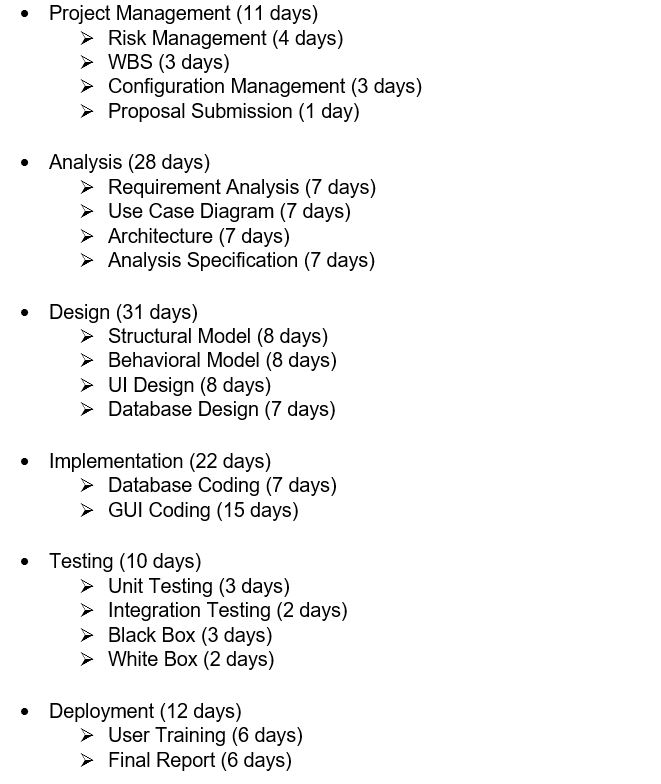 • Project Management (11 days)
➢ Risk Management (4 days)
➢ WBS (3 days)
➢ Configuration Management (3 days)
➢ Proposal Submission (1 day)
• Analysis (28 days)
➢ Requirement Analysis (7 days)
➢ Use Case Diagram (7 days)
➢ Architecture (7 days)
➢ Analysis Specification (7 days)
• Design (31 days)
➢ Structural Model (8 days)
➢ Behavioral Model (8 days)
➢ UI Design (8 days)
➢ Database Design (7 days)
• Implementation (22 days)
➢ Database Coding (7 days)
➢ GUI Coding (15 days)
• Testing (10 days)
➢ Unit Testing (3 days)
➢ Integration Testing (2 days)
➢ Black Box (3 days)
➢ White Box (2 days)
• Deployment (12 days)
➢ User Training (6 days)
➢ Final Report (6 days)